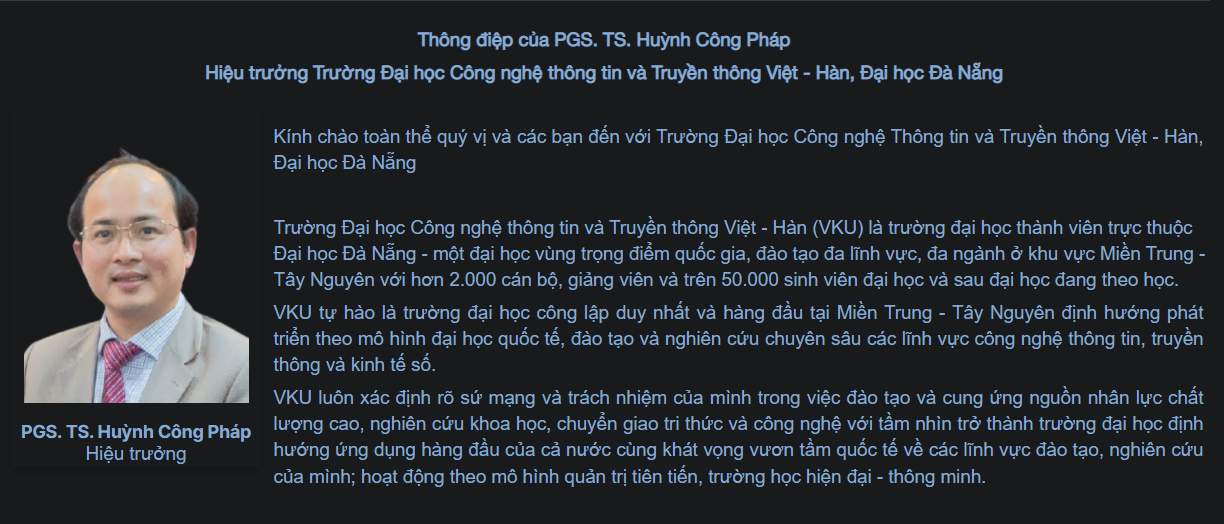 Thông điệp của PGS. TS. Huỳnh Công Pháp
Hiệu trưởng Trường Đại học Công nghệ thông tin và Truyền thông Việt - Hàn, Đại học Đà Nẵng
Kính chào toàn thể quý vị và các bạn đến với Trường Đại học Công nghệ Thông tin và Truyền thông Việt - Hàn,
Đại học Đà Nẵng
Trường Đại học Công nghệ thông tin và Truyền thông Việt - Hàn (VKU) là trường đại học thành viên trực thuộc
Đại học Đà Nẵng - một đại học vùng trọng điểm quốc gia, đào tạo đa lĩnh vực, đa ngành ở khu vực Miền Trung -
Tây Nguyên với hơn 2.000 cán bộ, giảng viên và trên 50.000 sinh viên đại học và sau đại học đang theo học.
VKU tự hào là trường đại học công lập duy nhất và hàng đầu tại Miền Trung - Tây Nguyên định hướng phát
triển theo mô hình đại học quốc tế, đào tạo và nghiên cứu chuyên sâu các lĩnh vực công nghệ thông tin, truyền
thông và kinh tế số.
VKU luôn xác định rõ sứ mạng và trách nhiệm của mình trong việc đào tạo và cung ứng nguồn nhân lực chất
lượng cao, nghiên cứu khoa học, chuyển giao tri thức và công nghệ với tầm nhìn trở thành trường đại học định
hướng ứng dụng hàng đầu của cả nước cùng khát vọng vươn tầm quốc tế về các lĩnh vực đào tạo, nghiên cứu
của mình; hoạt động theo mô hình quản trị tiên tiến, trường học hiện đại - thông minh.
PGS. TS. Huỳnh Công Pháp
Hiệu trưởng